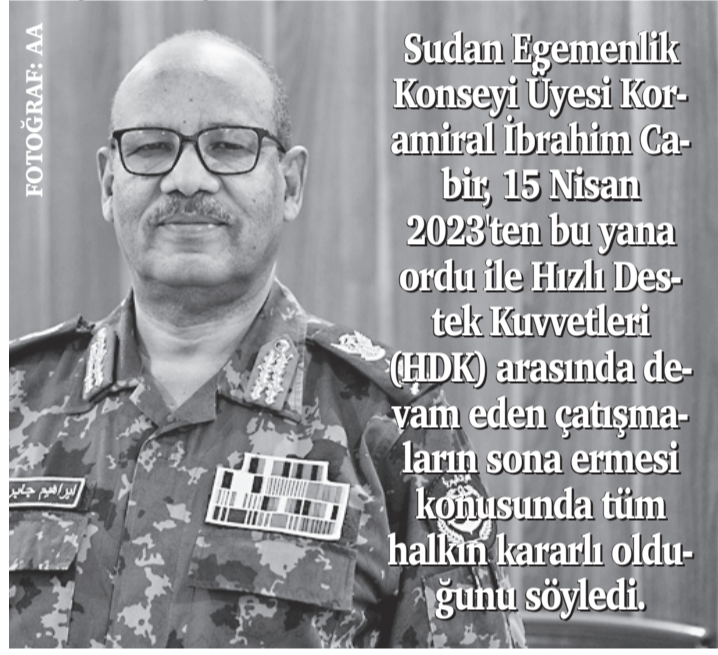 FOTOĞRAF: AA
Sudan Egemenlik
Konseyi Üyesi Kor-
amiral İbrahim Ca-
bir, 15 Nisan
2023'ten bu yana
ordu ile Hızlı Des-
tek Kuvvetleri
(HDK) arasında de-
vam eden çatışma-
ların sona ermesi
konusunda tüm
halkın kararlı oldu-
ğunu söyledi.
ابراهيم جابر